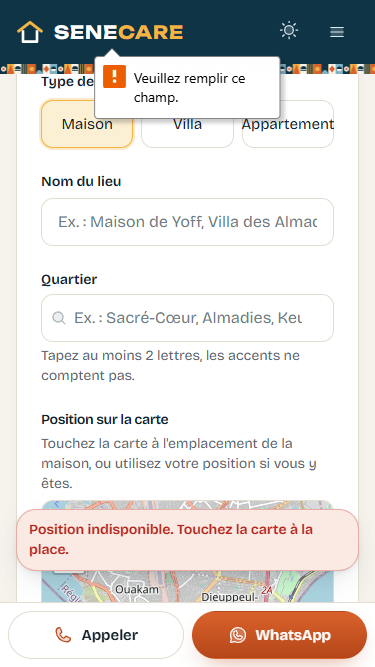 SENECARE
Type de
Veuillez remplir ce
champ.
Maison
Villa
Appartement
Nom du lieu
Ex. : Maison de Yoff, Villa des Almad
Quartier
Ex. : Sacré-Cœur, Almadies, Keu
Tapez au moins 2 lettres, les accents ne
comptent pas.
Position sur la carte
Touchez la carte à l'emplacement de la
maison, ou utilisez votre position si vous y
êtes.
Position indisponible. Touchez la carte à la
place.
Ouakam
Dieuppeul-
2A
Appeler
WhatsApp